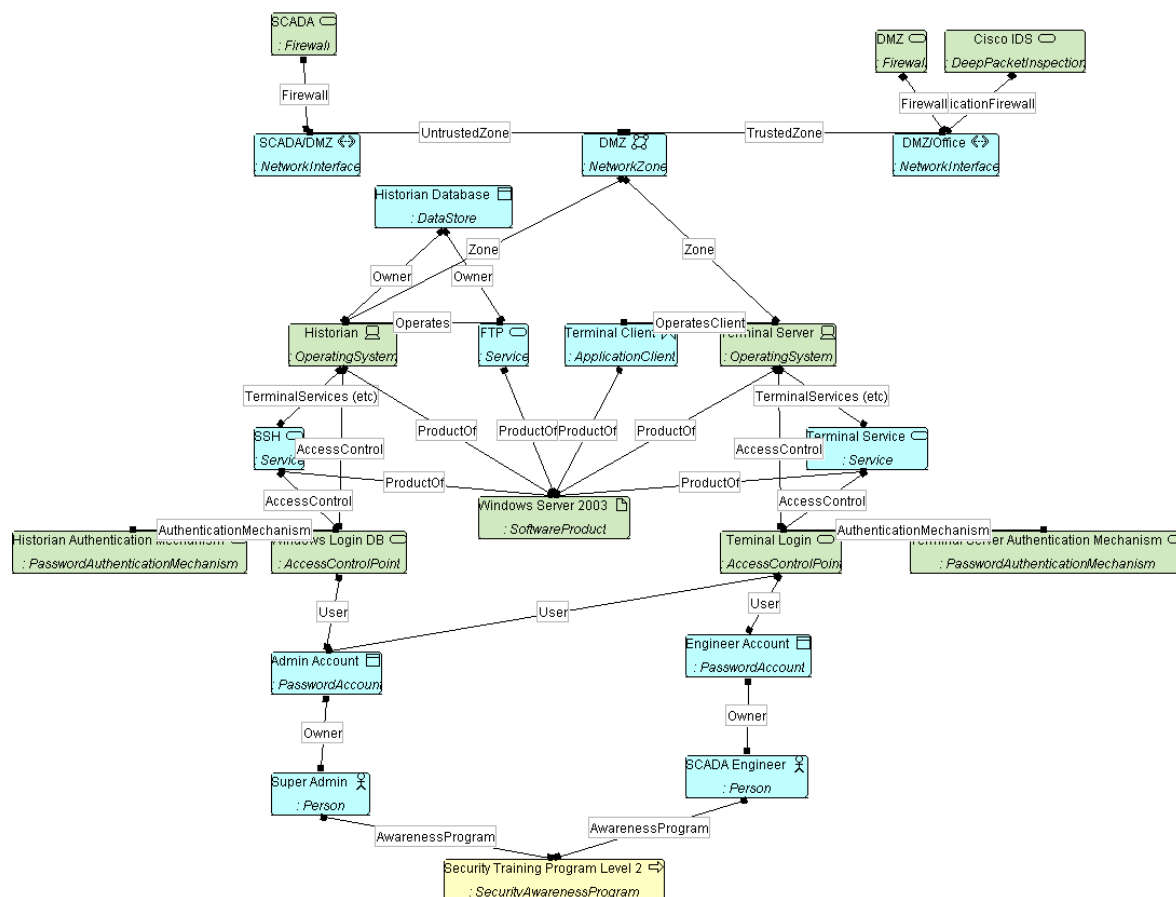 SCADA
: Firewall
DMZ
: Firewall
Cisco IDS
: DeepPacketInspection
Firewall
Firewall
icationFirewall
UntrustedZone
TrustedZone
SCADA/DMZ
: NetworkInterface
DMZ
: NetworkZone
DMZ/Office
: NetworkInterface
Historian Database
: DataStore
Zone
Zone
Owner
Owner
Operates
OperatesClient
Historian
: OperatingSystem
FTP
: Service
Terminal Client
: ApplicationClient
Terminal Server
: OperatingSystem
TerminalServices (etc)
TerminalServices (etc)
ProductOf
ProductOf
ProductOf
ProductOf
SSH
: Service
AccessControl
AccessControl
Terminal Service
: Service
ProductOf
ProductOf
AccessControl
AccessControl
Windows Server 2003
: SoftwareProduct
AuthenticationMechanism
AuthenticationMechanism
Historian Authentication Mechanism
: PasswordAuthenticationMechanism
Windows Login DB
: AccessControlPoint
Teminal Login
: AccessControlPoint
Terminal Server Authentication Mechanism
: PasswordAuthenticationMechanism
User
User
User
Admin Account
: PasswordAccount
Engineer Account
: PasswordAccount
Owner
Owner
Super Admin
: Person
SCADA Engineer
: Person
AwarenessProgram
AwarenessProgram
Security Training Program Level 2
: SecurityAwarenessProgram